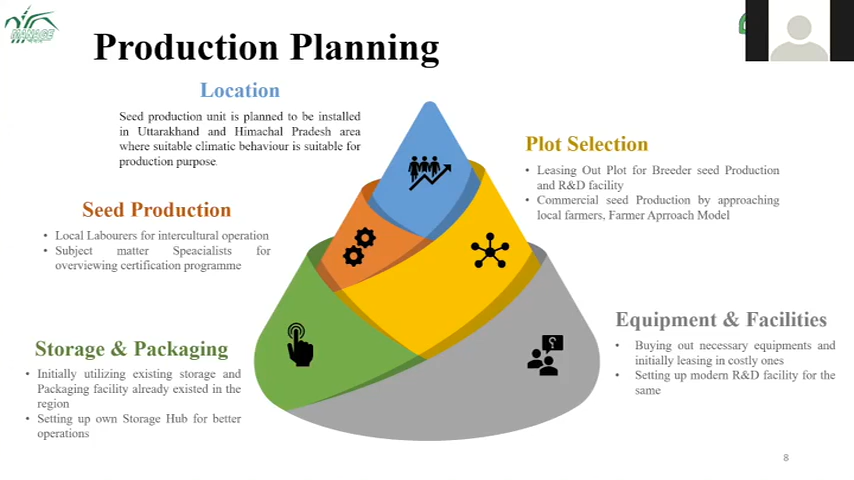 MANAGE
Production Planning
Location
Seed production unit is planned to be installed
in Uttarakhand and Himachal Pradesh area
where suitable climatic behaviour is suitable for
production purpose.
Plot Selection
• Leasing Out Plot for Breeder seed Production
and R&D facility
• Commercial seed Production by approaching
local farmers, Farmer Aprroach Model
Seed Production
• Local Labourers for intercultural operation
• Subject matter Speacialists for
overviewing certification programme
Equipment & Facilities
• Buying out necessary equipments and
initially leasing in costly ones
• Setting up modern R&D facility for the
same
Storage & Packaging
• Initially utilizing existing storage and
Packaging facility already existed in the
region
• Setting up own Storage Hub for better
operations
8